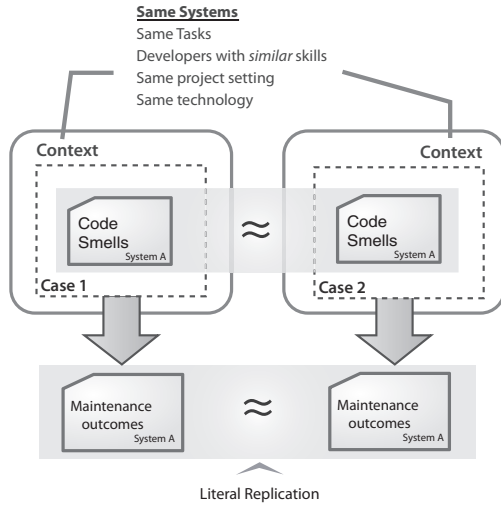 Same Systems
Same Tasks
Developers with similar skills
Same project setting
Same technology
Context
Context
Code
Smells
System A
≈
Code
Smells
System A
Case 1
Case 2
Maintenance
outcomes
System A
≈
Maintenance
outcomes
System A
Literal Replication